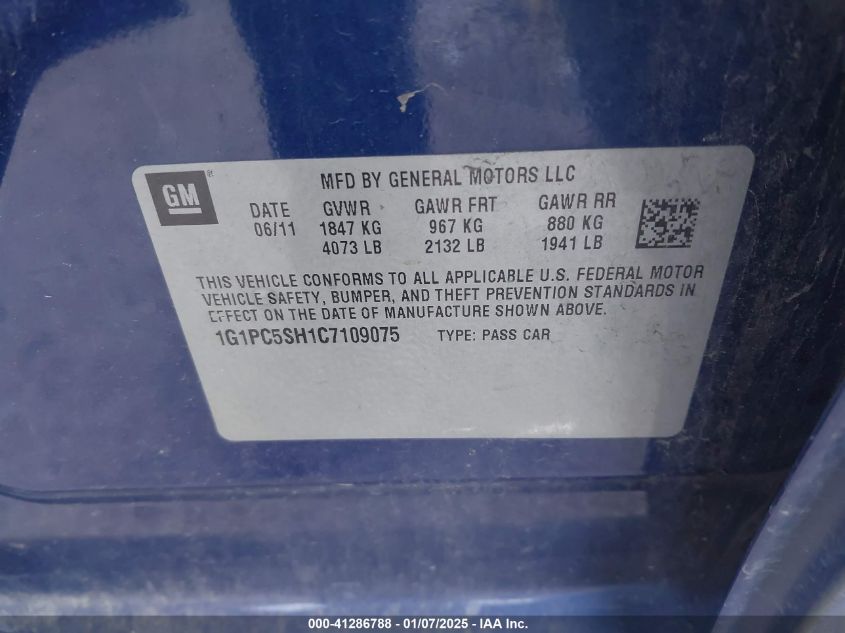 GM
MFD BY GENERAL MOTORS LLC
DATE GVWR GAWR FRT GAWR RR
06/11 1847 KG 967 KG 880 KG
4073 LB 2132 LB 1941 LB
THIS VEHICLE CONFORMS TO ALL APPLICABLE U.S. FEDERAL MOTOR
VEHICLE SAFETY, BUMPER, AND THEFT PREVENTION STANDARDS IN
EFFECT ON THE DATE OF MANUFACTURE SHOWN ABOVE.
1G1PC5SH1C7109075 TYPE: PASS CAR
000-41286788 - 01/07/2025 - IAA Inc.